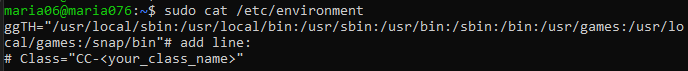 maria06@maria076:~$ sudo cat /etc/environment
ggTH="/usr/local/sbin:/usr/local/bin:/usr/sbin:/usr/bin:/sbin:/bin:/usr/games:/usr/lo
cal/games:/snap/bin"# add line:
# Class="CC-<your_class_name>"